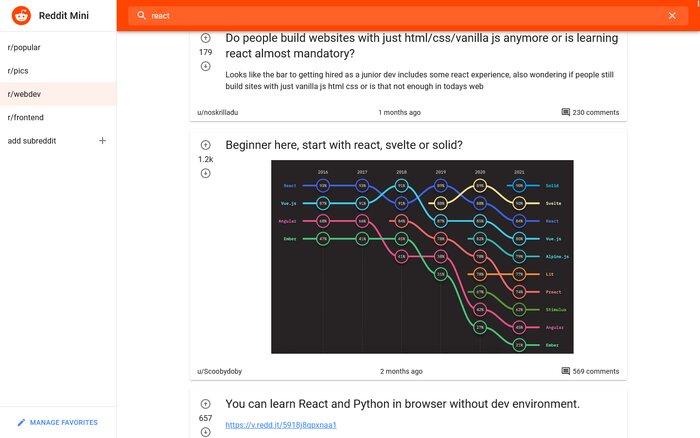 Reddit Mini
react
r/popular
r/pics
r/webdev
r/frontend
add subreddit
MANAGE FAVORITES
179
Do people build websites with just html/css/vanilla js anymore or is learning
react almost mandatory?
Looks like the bar to getting hired as a junior dev includes some react experience, also wondering if people still
build sites with just vanilla js html css or is that not enough in todays web
u/noskrilladu
1 months ago
230 comments
1.2k
Beginner here, start with react, svelte or solid?
2016 2017 2018 2019 2020 2021
React
Solid
Vue.js
Svelte
Angular
React
Ember
Vue.js
Alpine.js
Lit
Preact
Stimulus
Angular
Ember
u/Scoobydoby
2 months ago
569 comments
657
You can learn React and Python in browser without dev environment.
https://v.redd.it/5918j8qpxnaa1